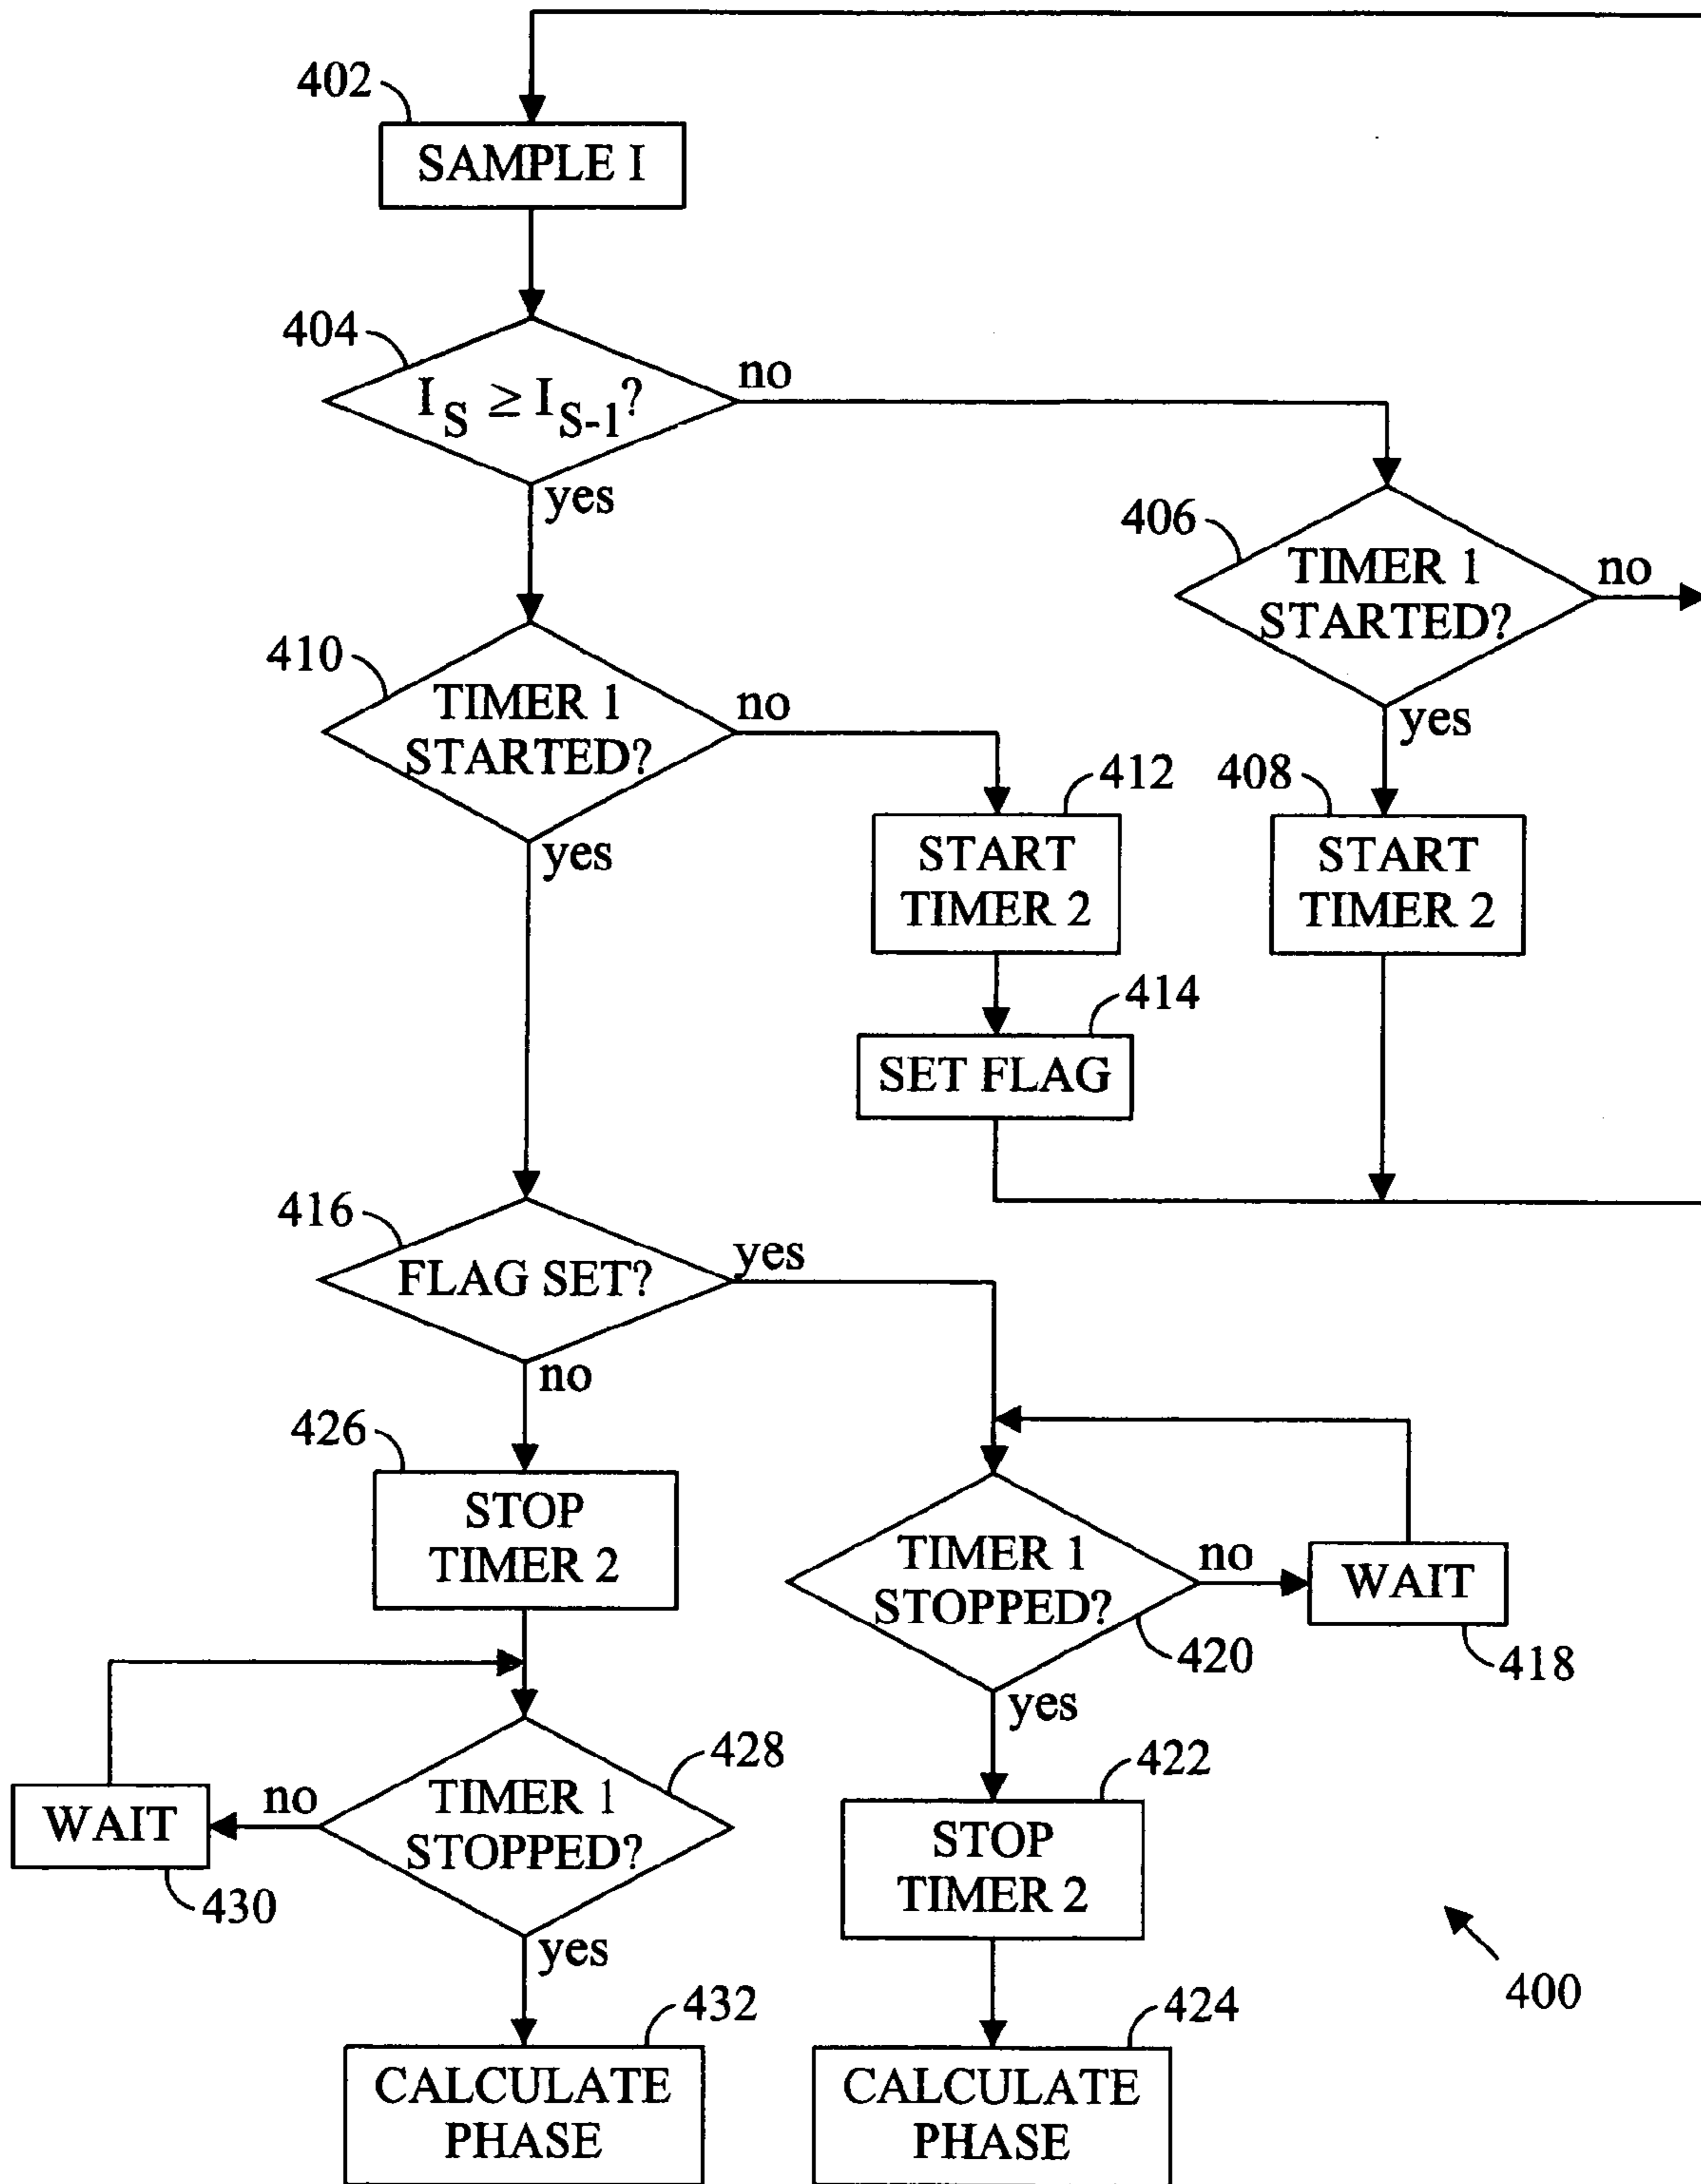 402
SAMPLE I
404
I_S ≥ I_S-1?
no
yes
406
TIMER 1
STARTED?
no
yes
410
TIMER 1
STARTED?
no
yes
412
START
TIMER 2
408
START
TIMER 2
414
SET FLAG
416
FLAG SET?
yes
no
426
STOP
TIMER 2
TIMER 1
STOPPED?
no
420
yes
WAIT
418
428
TIMER 1
STOPPED?
no
yes
WAIT
430
422
STOP
TIMER 2
400
432
CALCULATE
PHASE
424
CALCULATE
PHASE